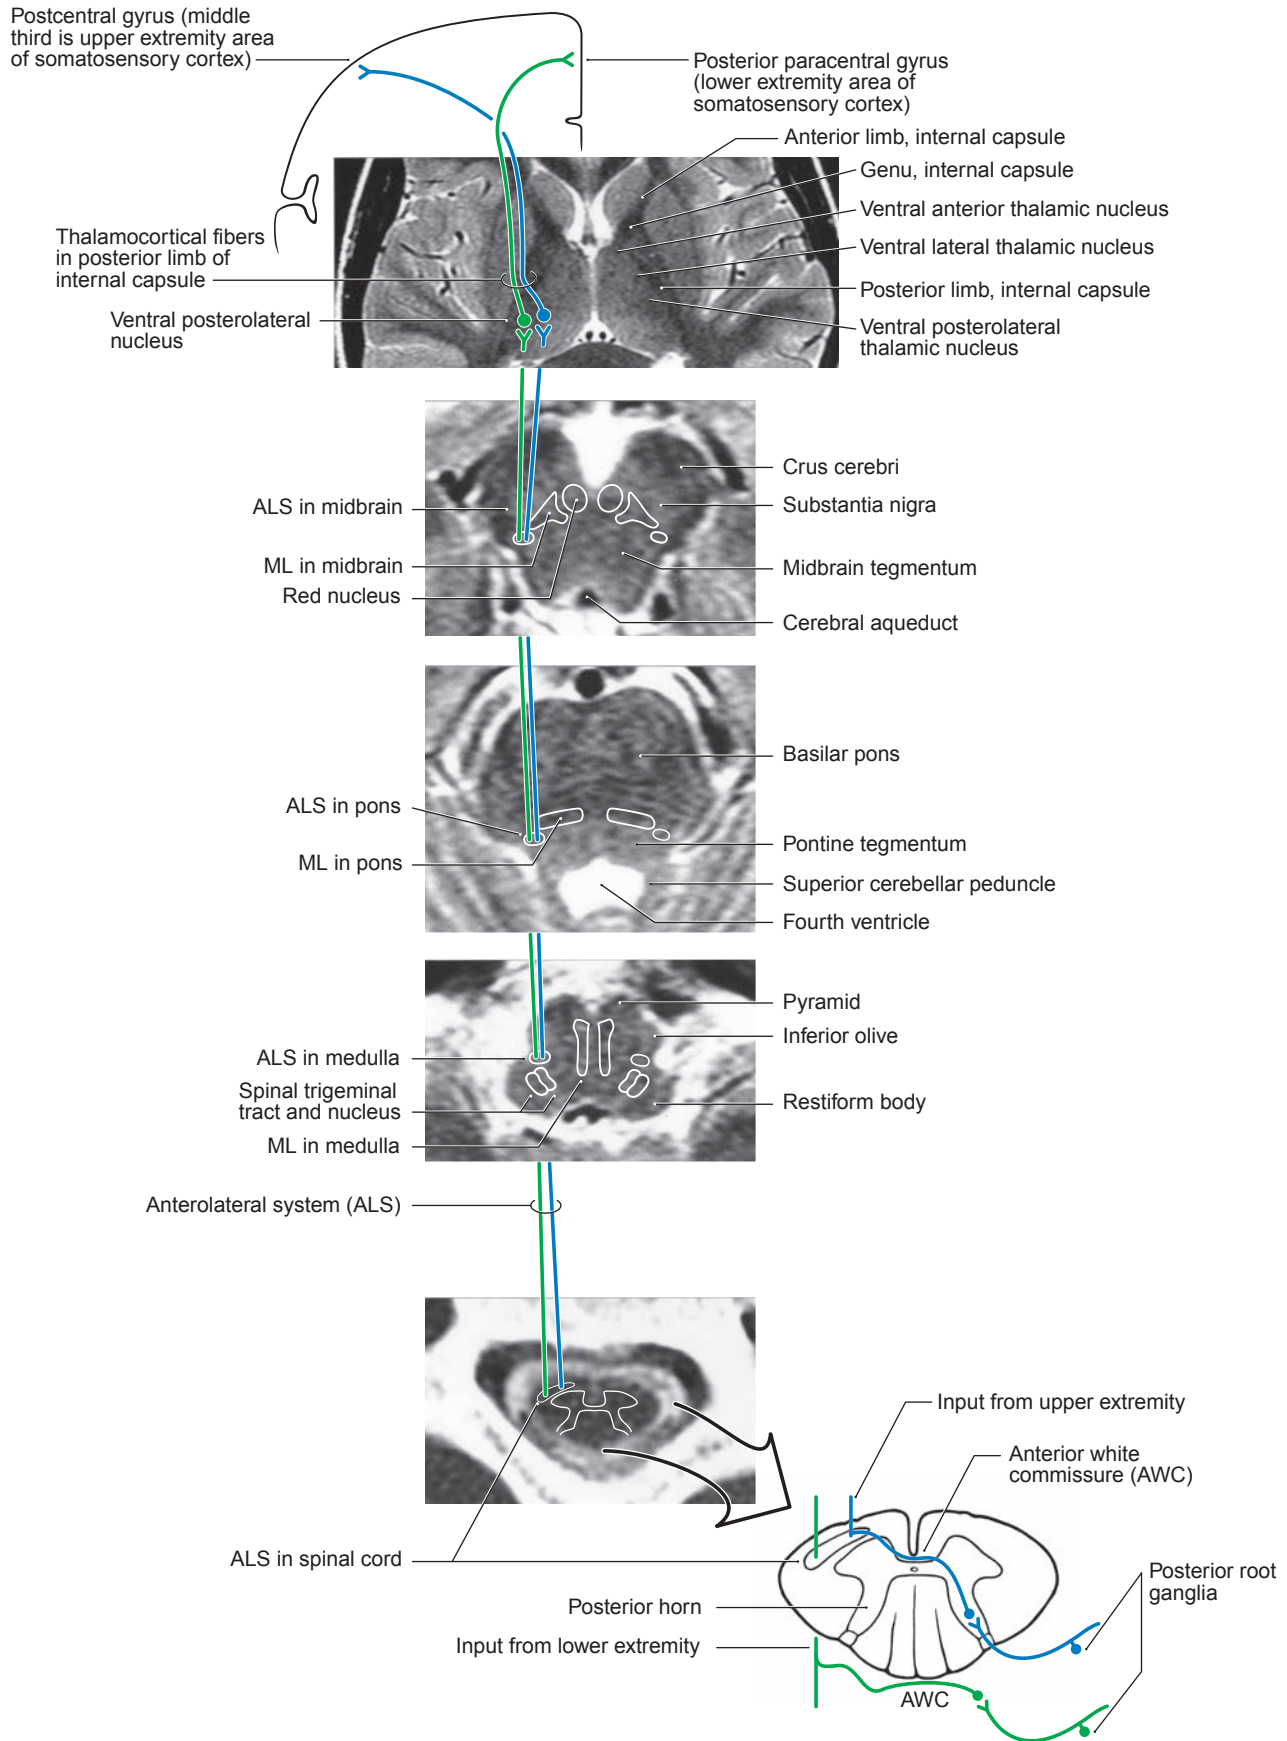 Postcentral gyrus (middle
third is upper extremity area
of somatosensory cortex)
Posterior paracentral gyrus
(lower extremity area of
somatosensory cortex)
Anterior limb, internal capsule
Genu, internal capsule
Ventral anterior thalamic nucleus
Ventral lateral thalamic nucleus
Posterior limb, internal capsule
Ventral posterolateral
thalamic nucleus
Thalamocortical fibers
in posterior limb of
internal capsule
Ventral posterolateral
nucleus
Crus cerebri
Substantia nigra
Midbrain tegmentum
Cerebral aqueduct
ALS in midbrain
ML in midbrain
Red nucleus
Basilar pons
ALS in pons
ML in pons
Pontine tegmentum
Superior cerebellar peduncle
Fourth ventricle
Pyramid
Inferior olive
Restiform body
ALS in medulla
Spinal trigeminal
tract and nucleus
ML in medulla
Anterolateral system (ALS)
Input from upper extremity
Anterior white
commissure (AWC)
ALS in spinal cord
Posterior root
ganglia
Posterior horn
Input from lower extremity
AWC